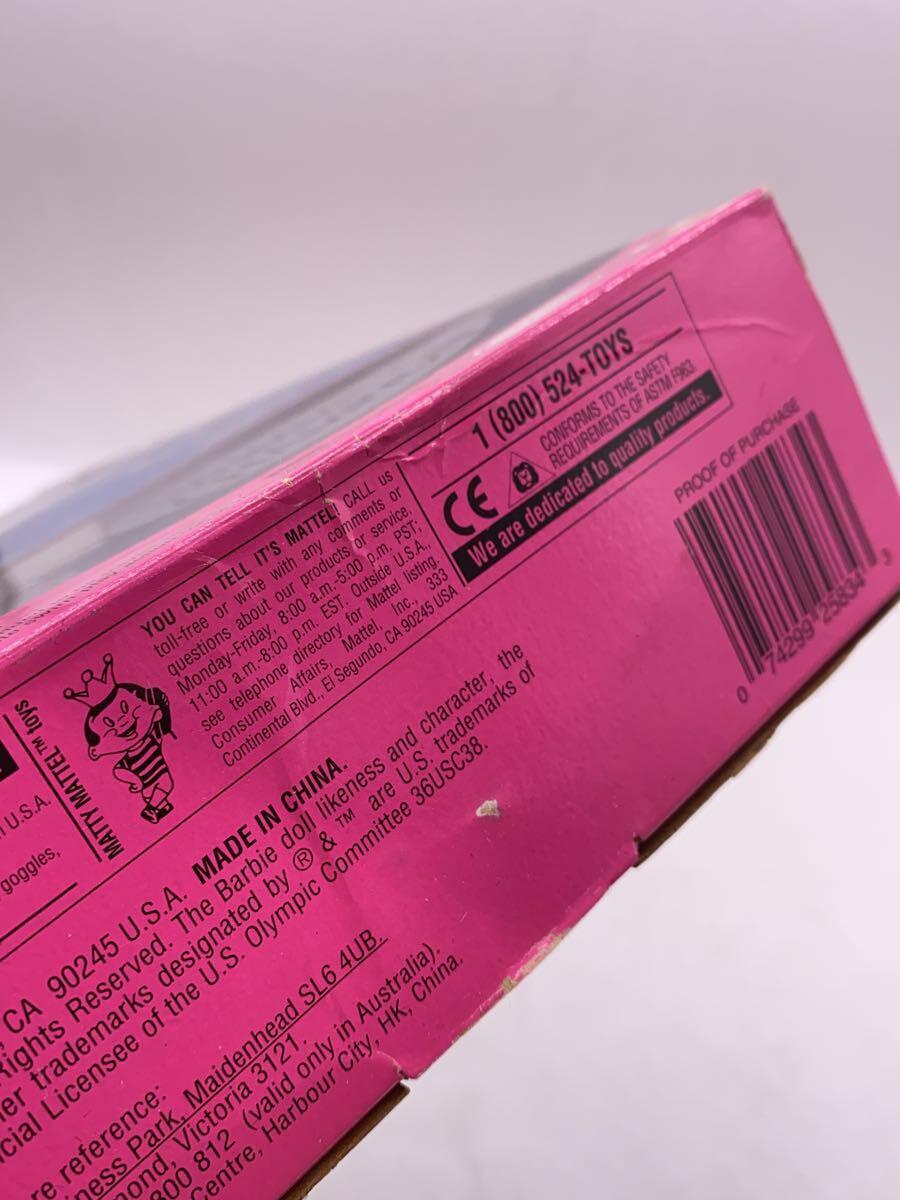 1 (800) 524-TOYS
CE
CONFORMS TO THE SAFETY
REQUIREMENTS OF ASTM F963.
We are dedicated to quality products.
PROOF OF PURCHASE
0 74299 25834 3
YOU CAN TELL IT'S MATTEL! CALL us
toll-free or write with any comments or
questions about our products or service.
Monday-Friday, 8:00 a.m.-5:00 p.m. PST;
11:00 a.m.-8:00 p.m. EST. Outside U.S.A.,
see telephone directory for Mattel listing
Consumer Affairs, Mattel, Inc., 333
Continental Blvd., El Segundo, CA 90245 USA
MATTY MATTEL™ toys
U.S.A.
goggles,
CA 90245 U.S.A. MADE IN CHINA.
Rights Reserved. The Barbie doll likeness and character, the
trademarks designated by ® & ™ are U.S. trademarks of
Licensee of the U.S. Olympic Committee 36USC38.
reference:
Park, Maidenhead SL6 4UB.
Victoria 3121.
812 (valid only in Australia).
Centre, Harbour City, HK, China.